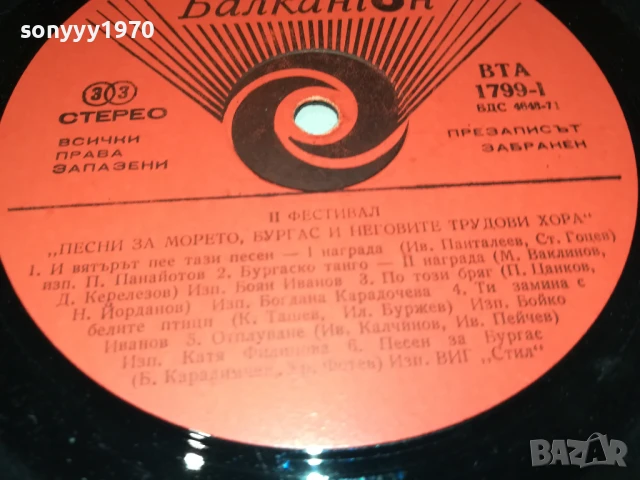 sonyyy1970
Балкантон
33
СТЕРЕО
ВСИЧКИ
ПРАВА
ЗАПАЗЕНИ
ВТА
1799-I
БДС 4648-71
ПРЕЗАПИСЪТ
ЗАБРАНЕН
II ФЕСТИВАЛ
„ПЕСНИ ЗА МОРЕТО, БУРГАС И НЕГОВИТЕ ТРУДОВИ ХОРА"
1. И вятърът пее тази песен — I награда (Ив. Панталеев, Ст. Гоцев)
изп. П. Панайотов 2. Бургаско танго — II награда (М. Ваклинов,
Д. Керелезов) Изп. Боян Иванов 3. По този бряг (П. Цанков,
Н. Йорданов) Изп. Богдана Карадочева 4. Ти замина с
белите птици (К. Ташев, Ил. Буржев) Изп. Бойко
Иванов 5. Отплуване (Ив. Калчинов, Ив. Пейчев)
Изп. Катя Филипова 6. Песен за Бургас
(Б. Карадимчев, Фотев) Изп. ВИГ „Стил"
BAZAR